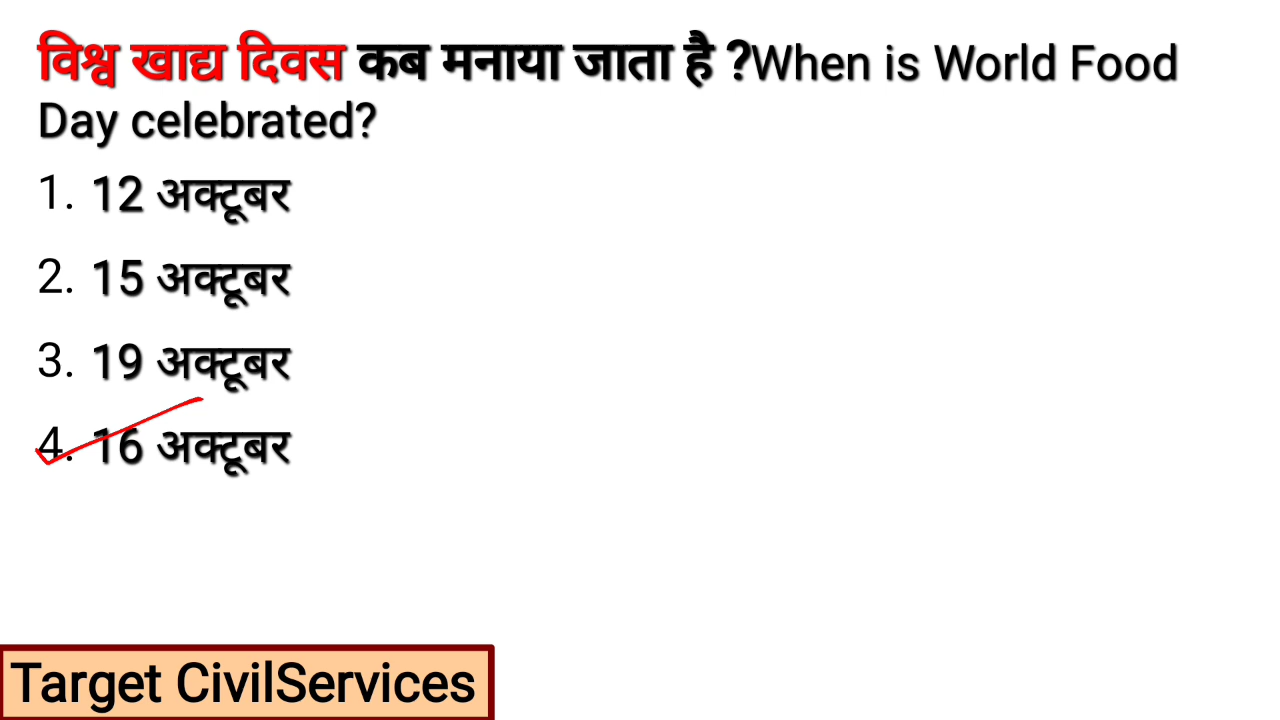 विश्व खाद्य दिवस कब मनाया जाता है ?When is World Food
Day celebrated?
1. 12 अक्टूबर
2. 15 अक्टूबर
3. 19 अक्टूबर
4. 16 अक्टूबर
Target CivilServices